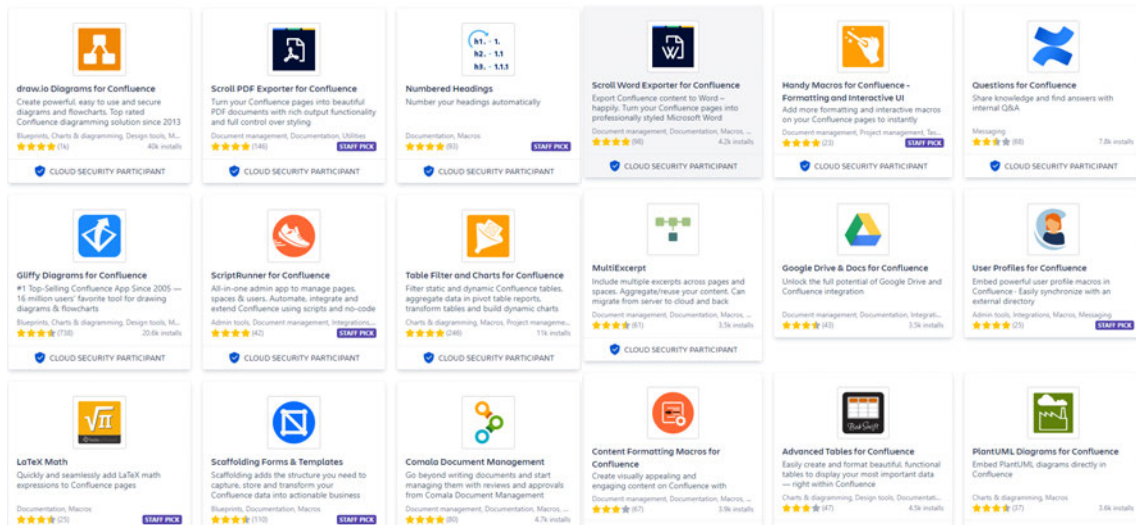 h1. - 1.
h2. - 1.1
h3. - 1.1.1
W
draw.io Diagrams for Confluence
Create powerful, easy to use and secure
diagrams and flowcharts. Top rated
Confluence diagramming solution since 2013
Blueprints, Charts & diagramming, Design tools, M...
(1k) 40k installs
CLOUD SECURITY PARTICIPANT
Scroll PDF Exporter for Confluence
Turn your Confluence pages into beautiful
PDF documents with rich output functionality
and full control over styling
Document management, Documentation, Utilities
(146) STAFF PICK
CLOUD SECURITY PARTICIPANT
Numbered Headings
Number your headings automatically
Documentation, Macros
(93) STAFF PICK
CLOUD SECURITY PARTICIPANT
Scroll Word Exporter for Confluence
Export Confluence content to Word –
happily. Turn your Confluence pages into
professionally styled Microsoft Word
Document management, Documentation, Macros, ...
(98) 4.2k installs
CLOUD SECURITY PARTICIPANT
Handy Macros for Confluence -
Formatting and Interactive UI
Add more formatting and interactive macros
on your Confluence pages to instantly
Document management, Project management, Tas...
(23) STAFF PICK
CLOUD SECURITY PARTICIPANT
Questions for Confluence
Share knowledge and find answers with
internal Q&A
Messaging
(68) 7.8k installs
CLOUD SECURITY PARTICIPANT
Gliffy Diagrams for Confluence
#1 Top-Selling Confluence App Since 2005 —
16 million users' favorite tool for drawing
diagrams & flowcharts
Blueprints, Charts & diagramming, Design tools, M...
(738) 20.6k installs
CLOUD SECURITY PARTICIPANT
ScriptRunner for Confluence
All-in-one admin app to manage pages,
spaces & users. Automate, integrate and
extend Confluence using scripts and no-code
Admin tools, Document management, Integrations,...
(42) STAFF PICK
CLOUD SECURITY PARTICIPANT
Table Filter and Charts for Confluence
Filter static and dynamic Confluence tables,
aggregate data in pivot table reports,
transform tables and build dynamic charts
Charts & diagramming, Macros, Project manageme...
(246) 11k installs
CLOUD SECURITY PARTICIPANT
MultiExcerpt
Include multiple excerpts across pages and
spaces. Aggregate/reuse your content. Can
migrate from server to cloud and back
Document management, Documentation, Macros, ...
(61) 3.5k installs
CLOUD SECURITY PARTICIPANT
Google Drive & Docs for Confluence
Unlock the full potential of Google Drive and
Confluence integration
Document management, Documentation, Integrati...
(43) 3.5k installs
User Profiles for Confluence
Embed powerful user profile macros in
Confluence - Easily synchronize with an
external directory
Admin tools, Integrations, Macros, Messaging
(25) STAFF PICK
√π
LaTeX Math
Quickly and seamlessly add LaTeX math
expressions to Confluence pages
Documentation, Macros
(25) STAFF PICK
Scaffolding Forms & Templates
Scaffolding adds the structure you need to
capture, store and transform your
Confluence data into actionable business
Blueprints, Documentation, Macros
(110) STAFF PICK
Comala Document Management
Go beyond writing documents and start
managing them with reviews and approvals
from Comala Document Management
Document management, Documentation, Macros, ...
(80) 4.7k installs
Content Formatting Macros for
Confluence
Create visually appealing and
engaging content on Confluence with
Document management, Documentation, Macros, ...
(67) 3.9k installs
Advanced Tables for Confluence
Easily create and format beautiful, functional
tables to display your most important data
— right within Confluence
Charts & diagramming, Design tools, Documentati...
(47) 4.5k installs
PlantUML Diagrams for Confluence
Embed PlantUML diagrams directly in
Confluence
Charts & diagramming, Macros
(37) 3.6k installs